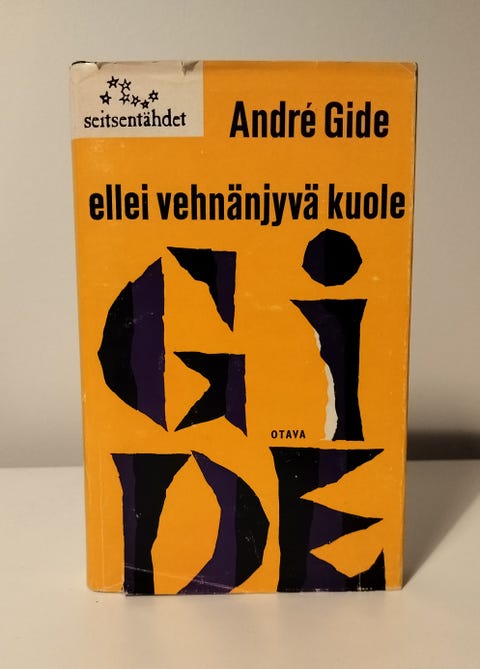 seitsentähdet
André Gide
ellei vehnänjyvä kuole
Gi
OTAVA
DE